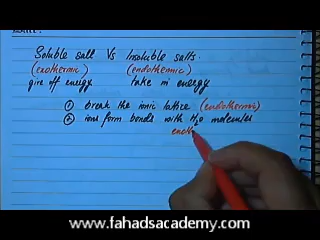 Soluble salt Vs Insoluble salts.
(exothermic) (endothermic)
give off energy take in energy
① break the ionic lattice (endothermic)
② ions form bonds with H2O molecules
exoth
www.fahadsacademy.com